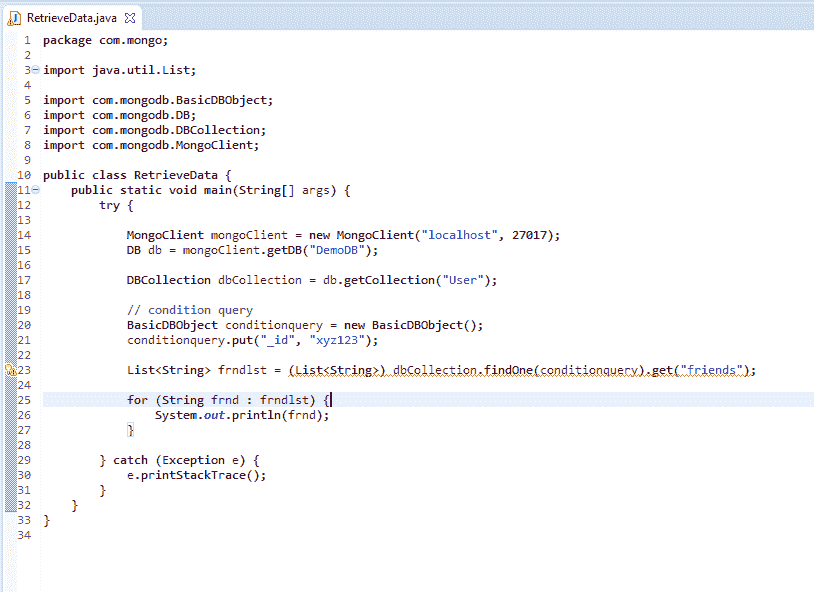 RetrieveData.java
1 package com.mongo;
2
3 import java.util.List;
4
5 import com.mongodb.BasicDBObject;
6 import com.mongodb.DB;
7 import com.mongodb.DBCollection;
8 import com.mongodb.MongoClient;
9
10 public class RetrieveData {
11     public static void main(String[] args) {
12         try {
13
14             MongoClient mongoClient = new MongoClient("localhost", 27017);
15             DB db = mongoClient.getDB("DemoDB");
16
17             DBCollection dbCollection = db.getCollection("User");
18
19             // condition query
20             BasicDBObject conditionquery = new BasicDBObject();
21             conditionquery.put("_id", "xyz123");
22
23             List<String> frndlst = (List<String>) dbCollection.findOne(conditionquery).get("friends");
24
25             for (String frnd : frndlst) {
26                 System.out.println(frnd);
27             }
28
29         } catch (Exception e) {
30             e.printStackTrace();
31         }
32     }
33 }
34